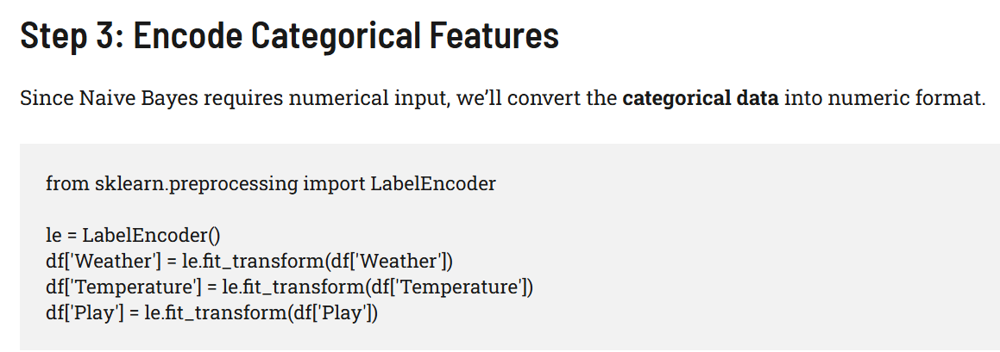 Step 3: Encode Categorical Features
Since Naive Bayes requires numerical input, we’ll convert the categorical data into numeric format.
from sklearn.preprocessing import LabelEncoder
le = LabelEncoder()
df['Weather'] = le.fit_transform(df['Weather'])
df['Temperature'] = le.fit_transform(df['Temperature'])
df['Play'] = le.fit_transform(df['Play'])